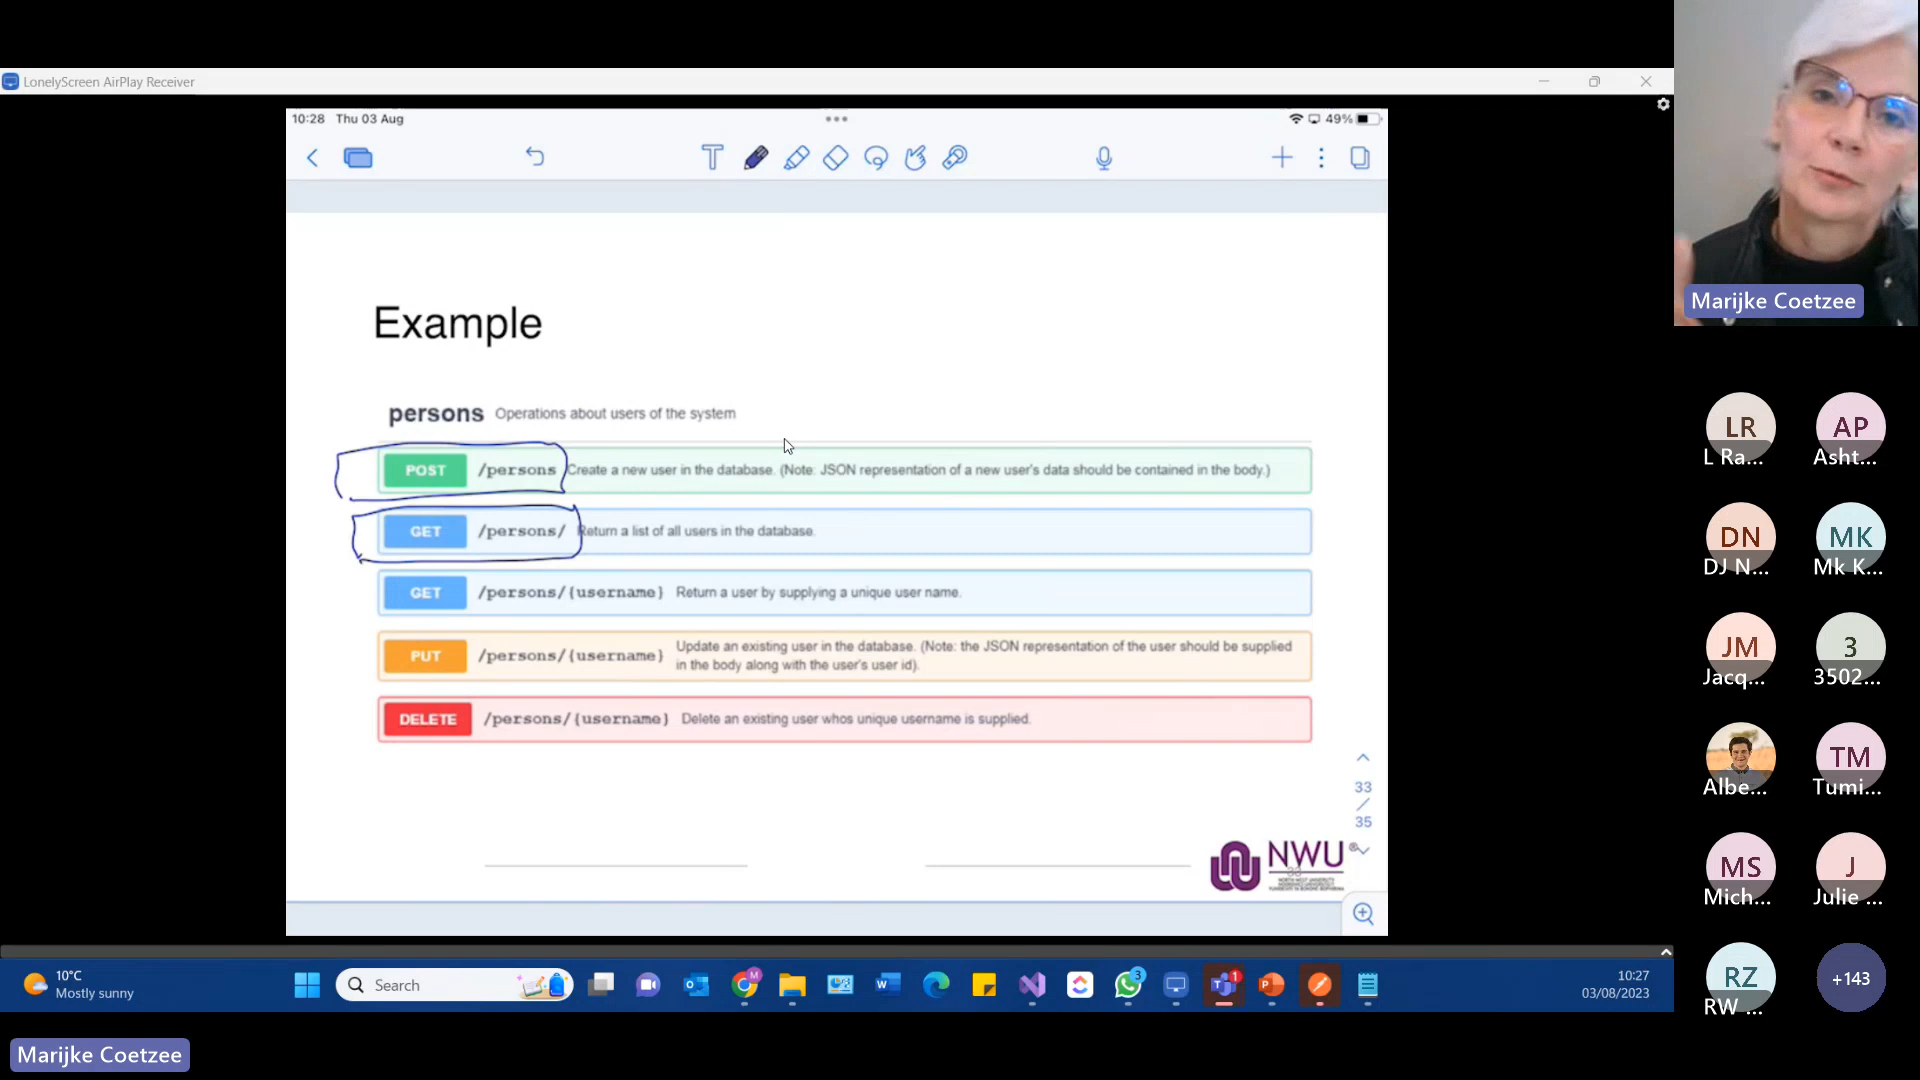 LonelyScreen AirPlay Receiver
10:28 Thu 03 Aug
49%
T
Example
persons Operations about users of the system
POST /persons Create a new user in the database. (Note: JSON representation of a new user's data should be contained in the body.)
GET /persons/ Return a list of all users in the database.
GET /persons/{username} Return a user by supplying a unique user name.
PUT /persons/{username} Update an existing user in the database. (Note: the JSON representation of the user should be supplied
in the body along with the user's user id).
DELETE /persons/{username} Delete an existing user whos unique username is supplied.
33
/
35
NWU ®
33
Marijke Coetzee
LR
L Ra...
AP
Asht...
DN
DJ N...
MK
Mk K...
JM
Jacq...
3
3502...
Albe...
TM
Tumi...
MS
Mich...
J
Julie ...
RZ
RW ...
+143
10°C
Mostly sunny
Search
M
3
1
10:27
03/08/2023
Marijke Coetzee